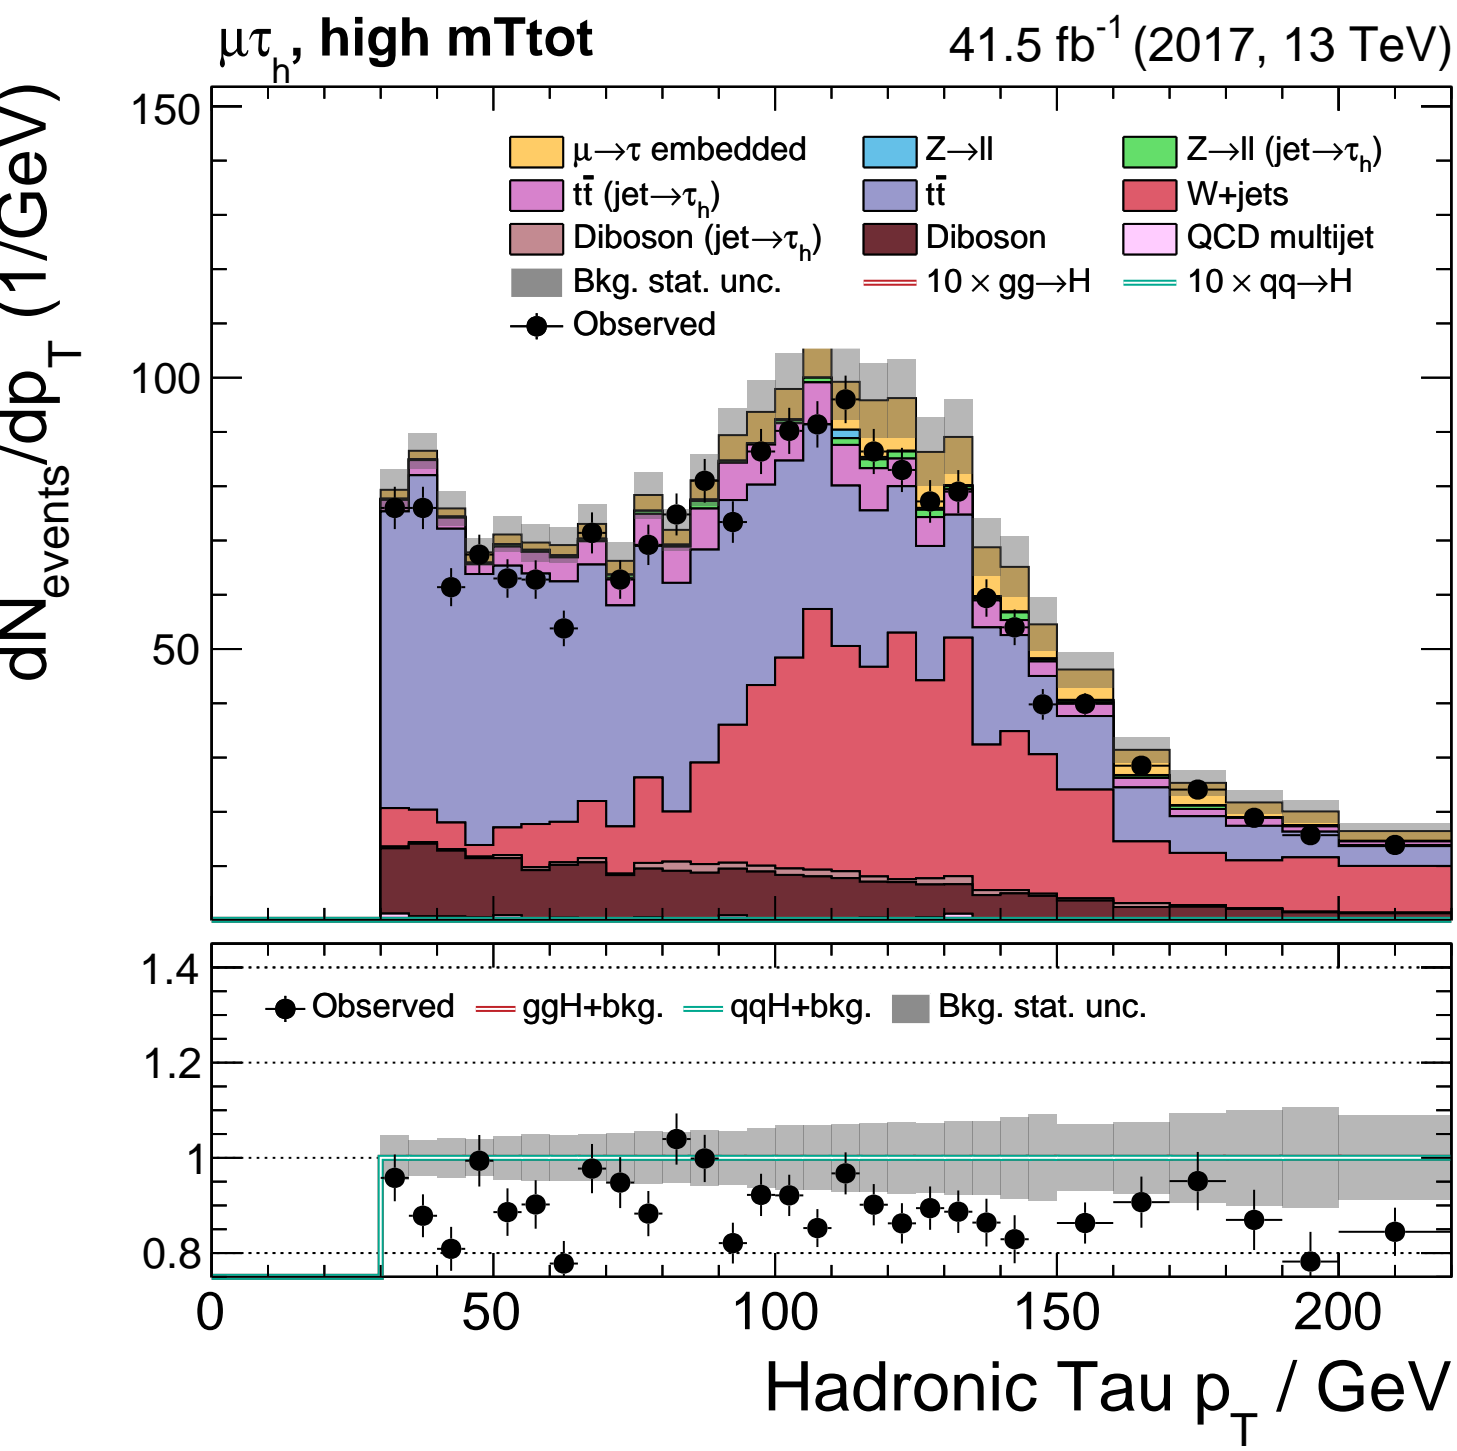 μτh, high mTtot 41.5 fb-1 (2017, 13 TeV)
dNevents/dpT (1/GeV)
150
100
50
μ→τ embedded Z→ll Z→ll (jet→τh)
tt̄ (jet→τh) tt̄ W+jets
Diboson (jet→τh) Diboson QCD multijet
Bkg. stat. unc. 10 × gg→H 10 × qq→H
Observed
1.4
1.2
1
0.8
Observed ggH+bkg. qqH+bkg. Bkg. stat. unc.
0 50 100 150 200
Hadronic Tau pT / GeV